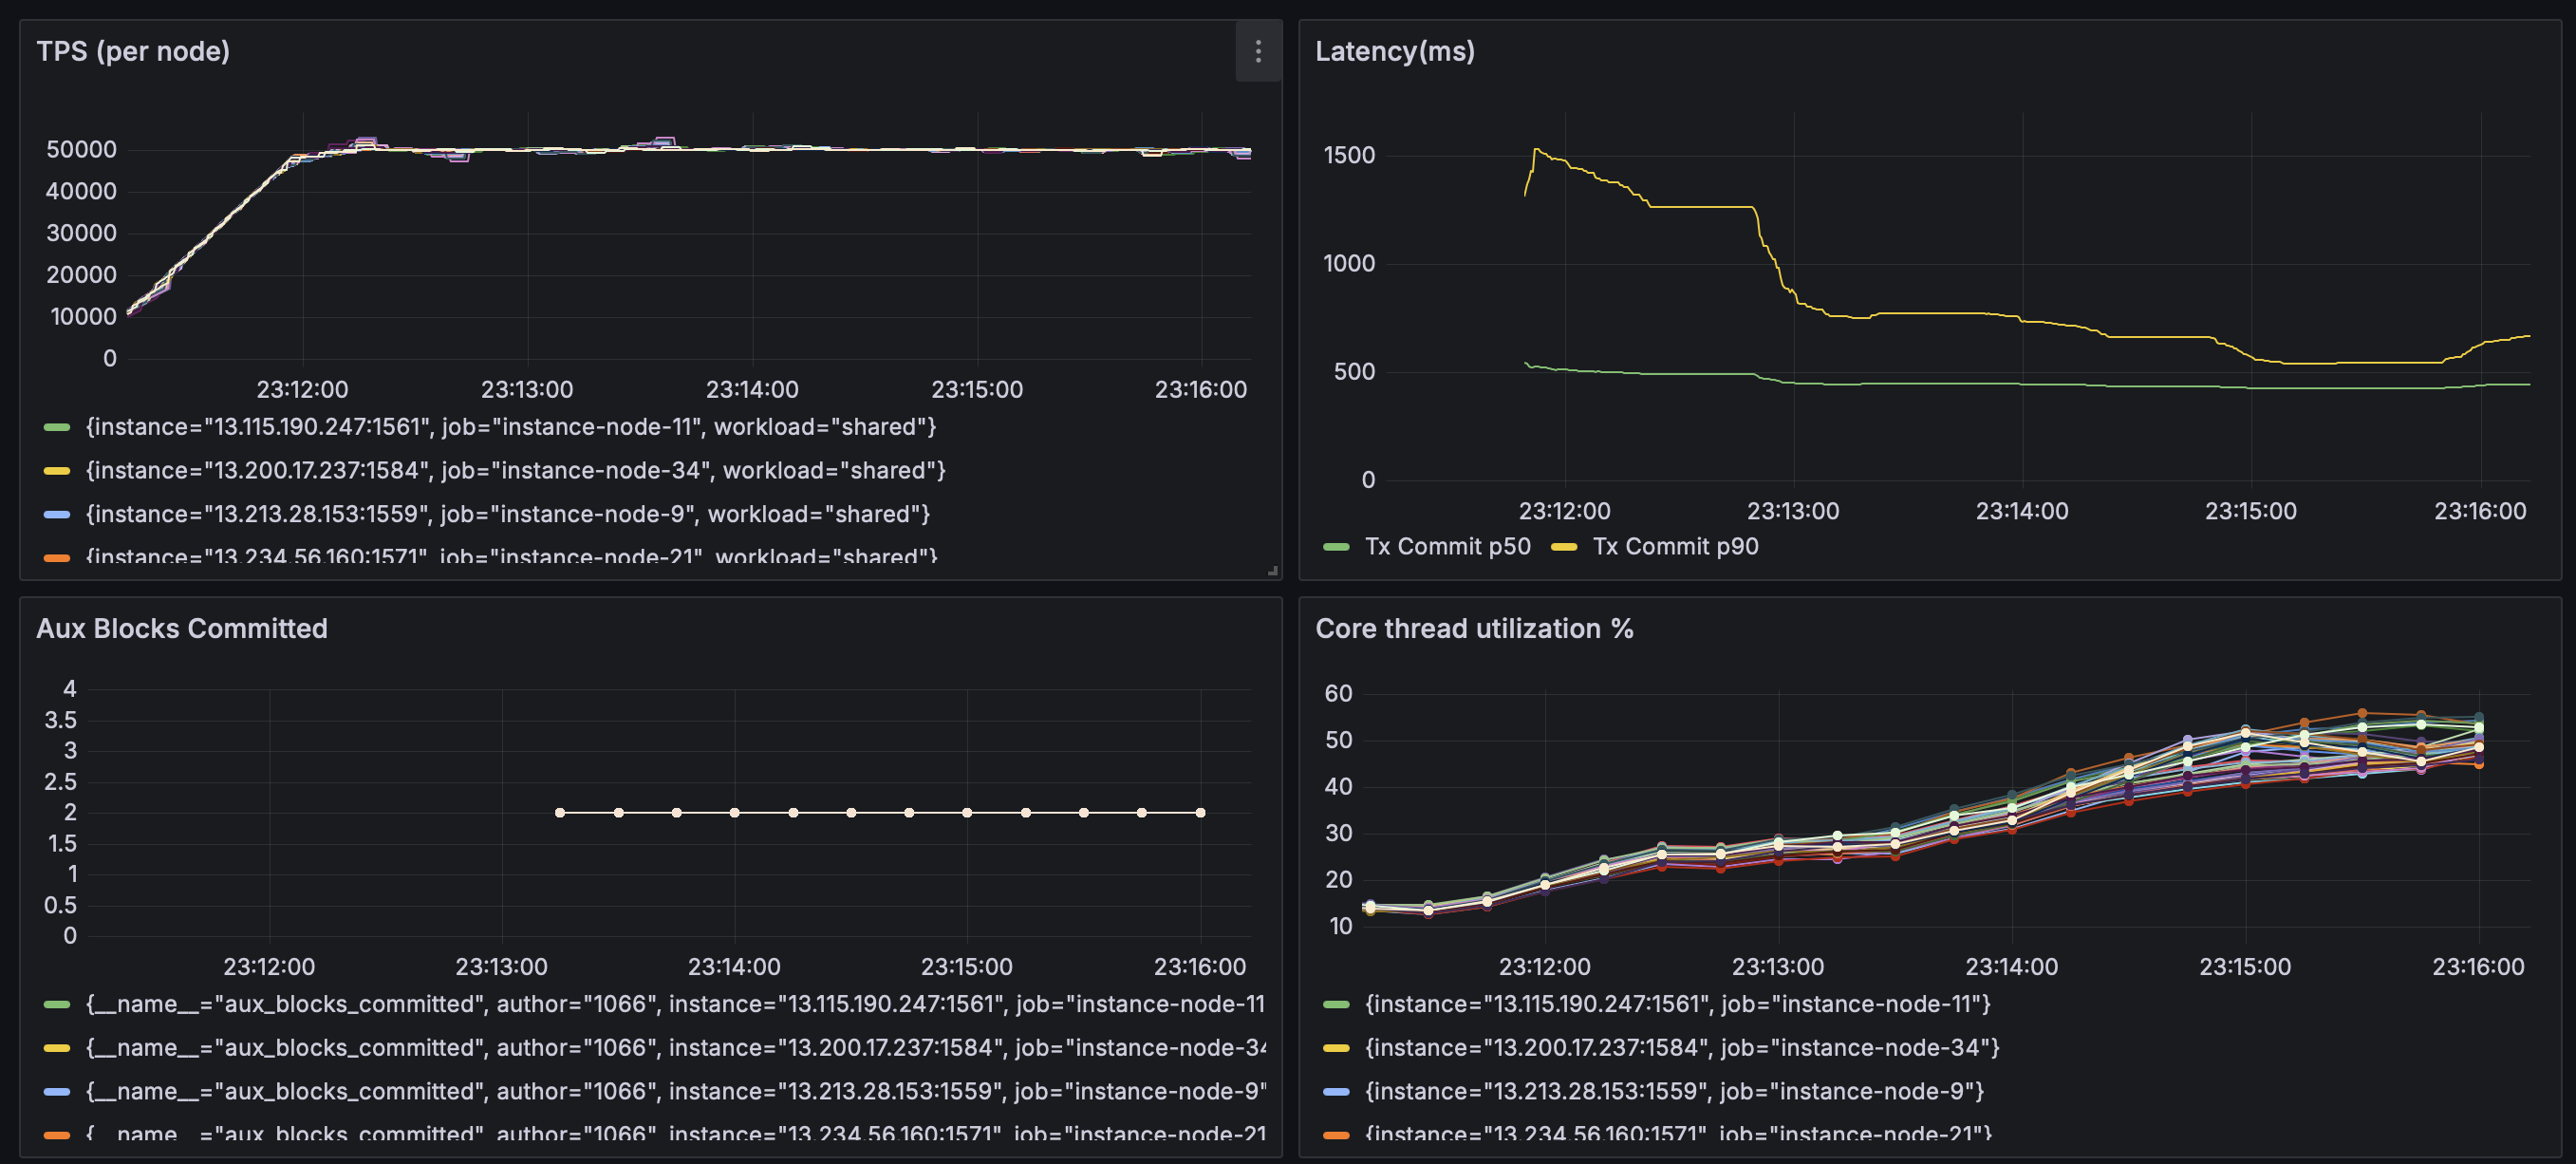 TPS (per node)
50000
40000
30000
20000
10000
0
23:12:00 23:13:00 23:14:00 23:15:00 23:16:00
{instance="13.115.190.247:1561", job="instance-node-11", workload="shared"}
{instance="13.200.17.237:1584", job="instance-node-34", workload="shared"}
{instance="13.213.28.153:1559", job="instance-node-9", workload="shared"}
{instance="13.234.56.160:1571" job="instance-node-21" workload="shared"}
Latency(ms)
1500
1000
500
0
23:12:00 23:13:00 23:14:00 23:15:00 23:16:00
Tx Commit p50 Tx Commit p90
Aux Blocks Committed
4
3.5
3
2.5
2
1.5
1
0.5
0
23:12:00 23:13:00 23:14:00 23:15:00 23:16:00
{__name__="aux_blocks_committed", author="1066", instance="13.115.190.247:1561", job="instance-node-11
{__name__="aux_blocks_committed", author="1066", instance="13.200.17.237:1584", job="instance-node-34
{__name__="aux_blocks_committed", author="1066", instance="13.213.28.153:1559", job="instance-node-9"
{__name__="aux_blocks_committed" author="1066" instance="13.234.56.160:1571" job="instance-node-21
Core thread utilization %
60
50
40
30
20
10
23:12:00 23:13:00 23:14:00 23:15:00 23:16:00
{instance="13.115.190.247:1561", job="instance-node-11"}
{instance="13.200.17.237:1584", job="instance-node-34"}
{instance="13.213.28.153:1559", job="instance-node-9"}
{instance="13.234.56.160:1571" job="instance-node-21"}